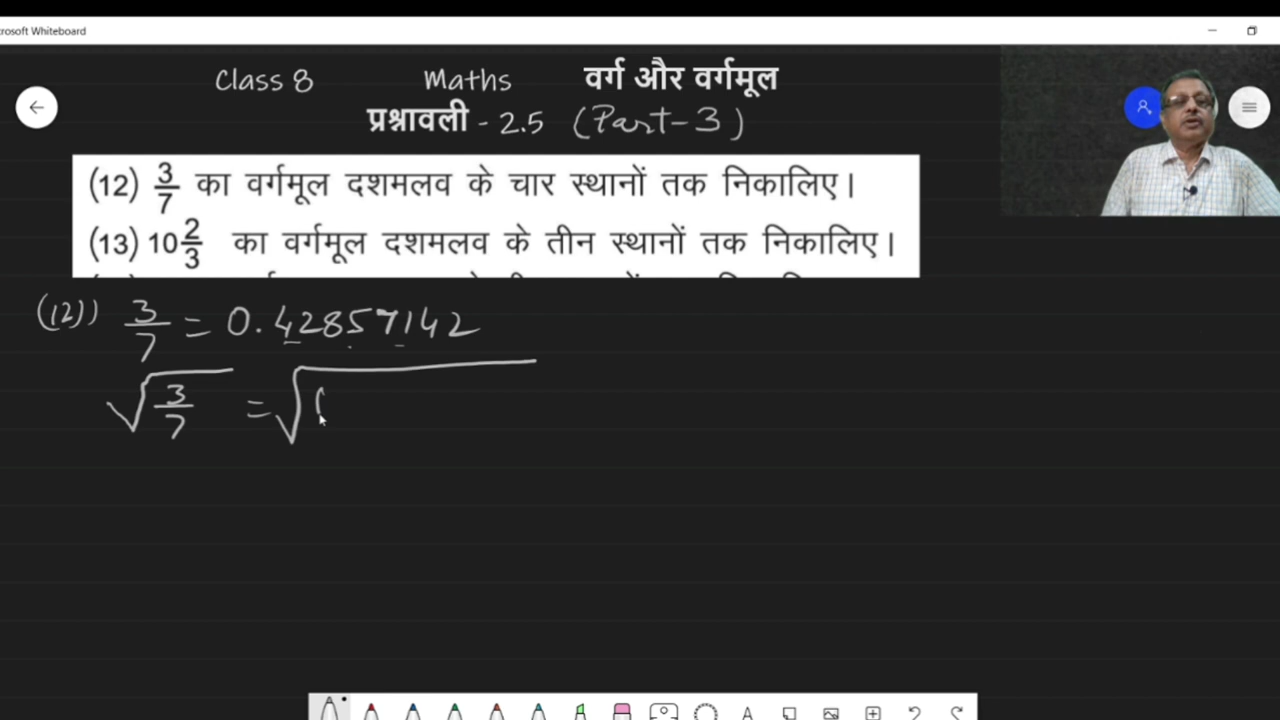 rosoft Whiteboard
Class 8 Maths वर्ग और वर्गमूल
प्रश्नावली - 2.5 (Part-3)
(12) 3/7 का वर्गमूल दशमलव के चार स्थानों तक निकालिए।
(13) 10 2/3 का वर्गमूल दशमलव के तीन स्थानों तक निकालिए।
(12)) 3/7 = 0.42857142
√3/7 = √